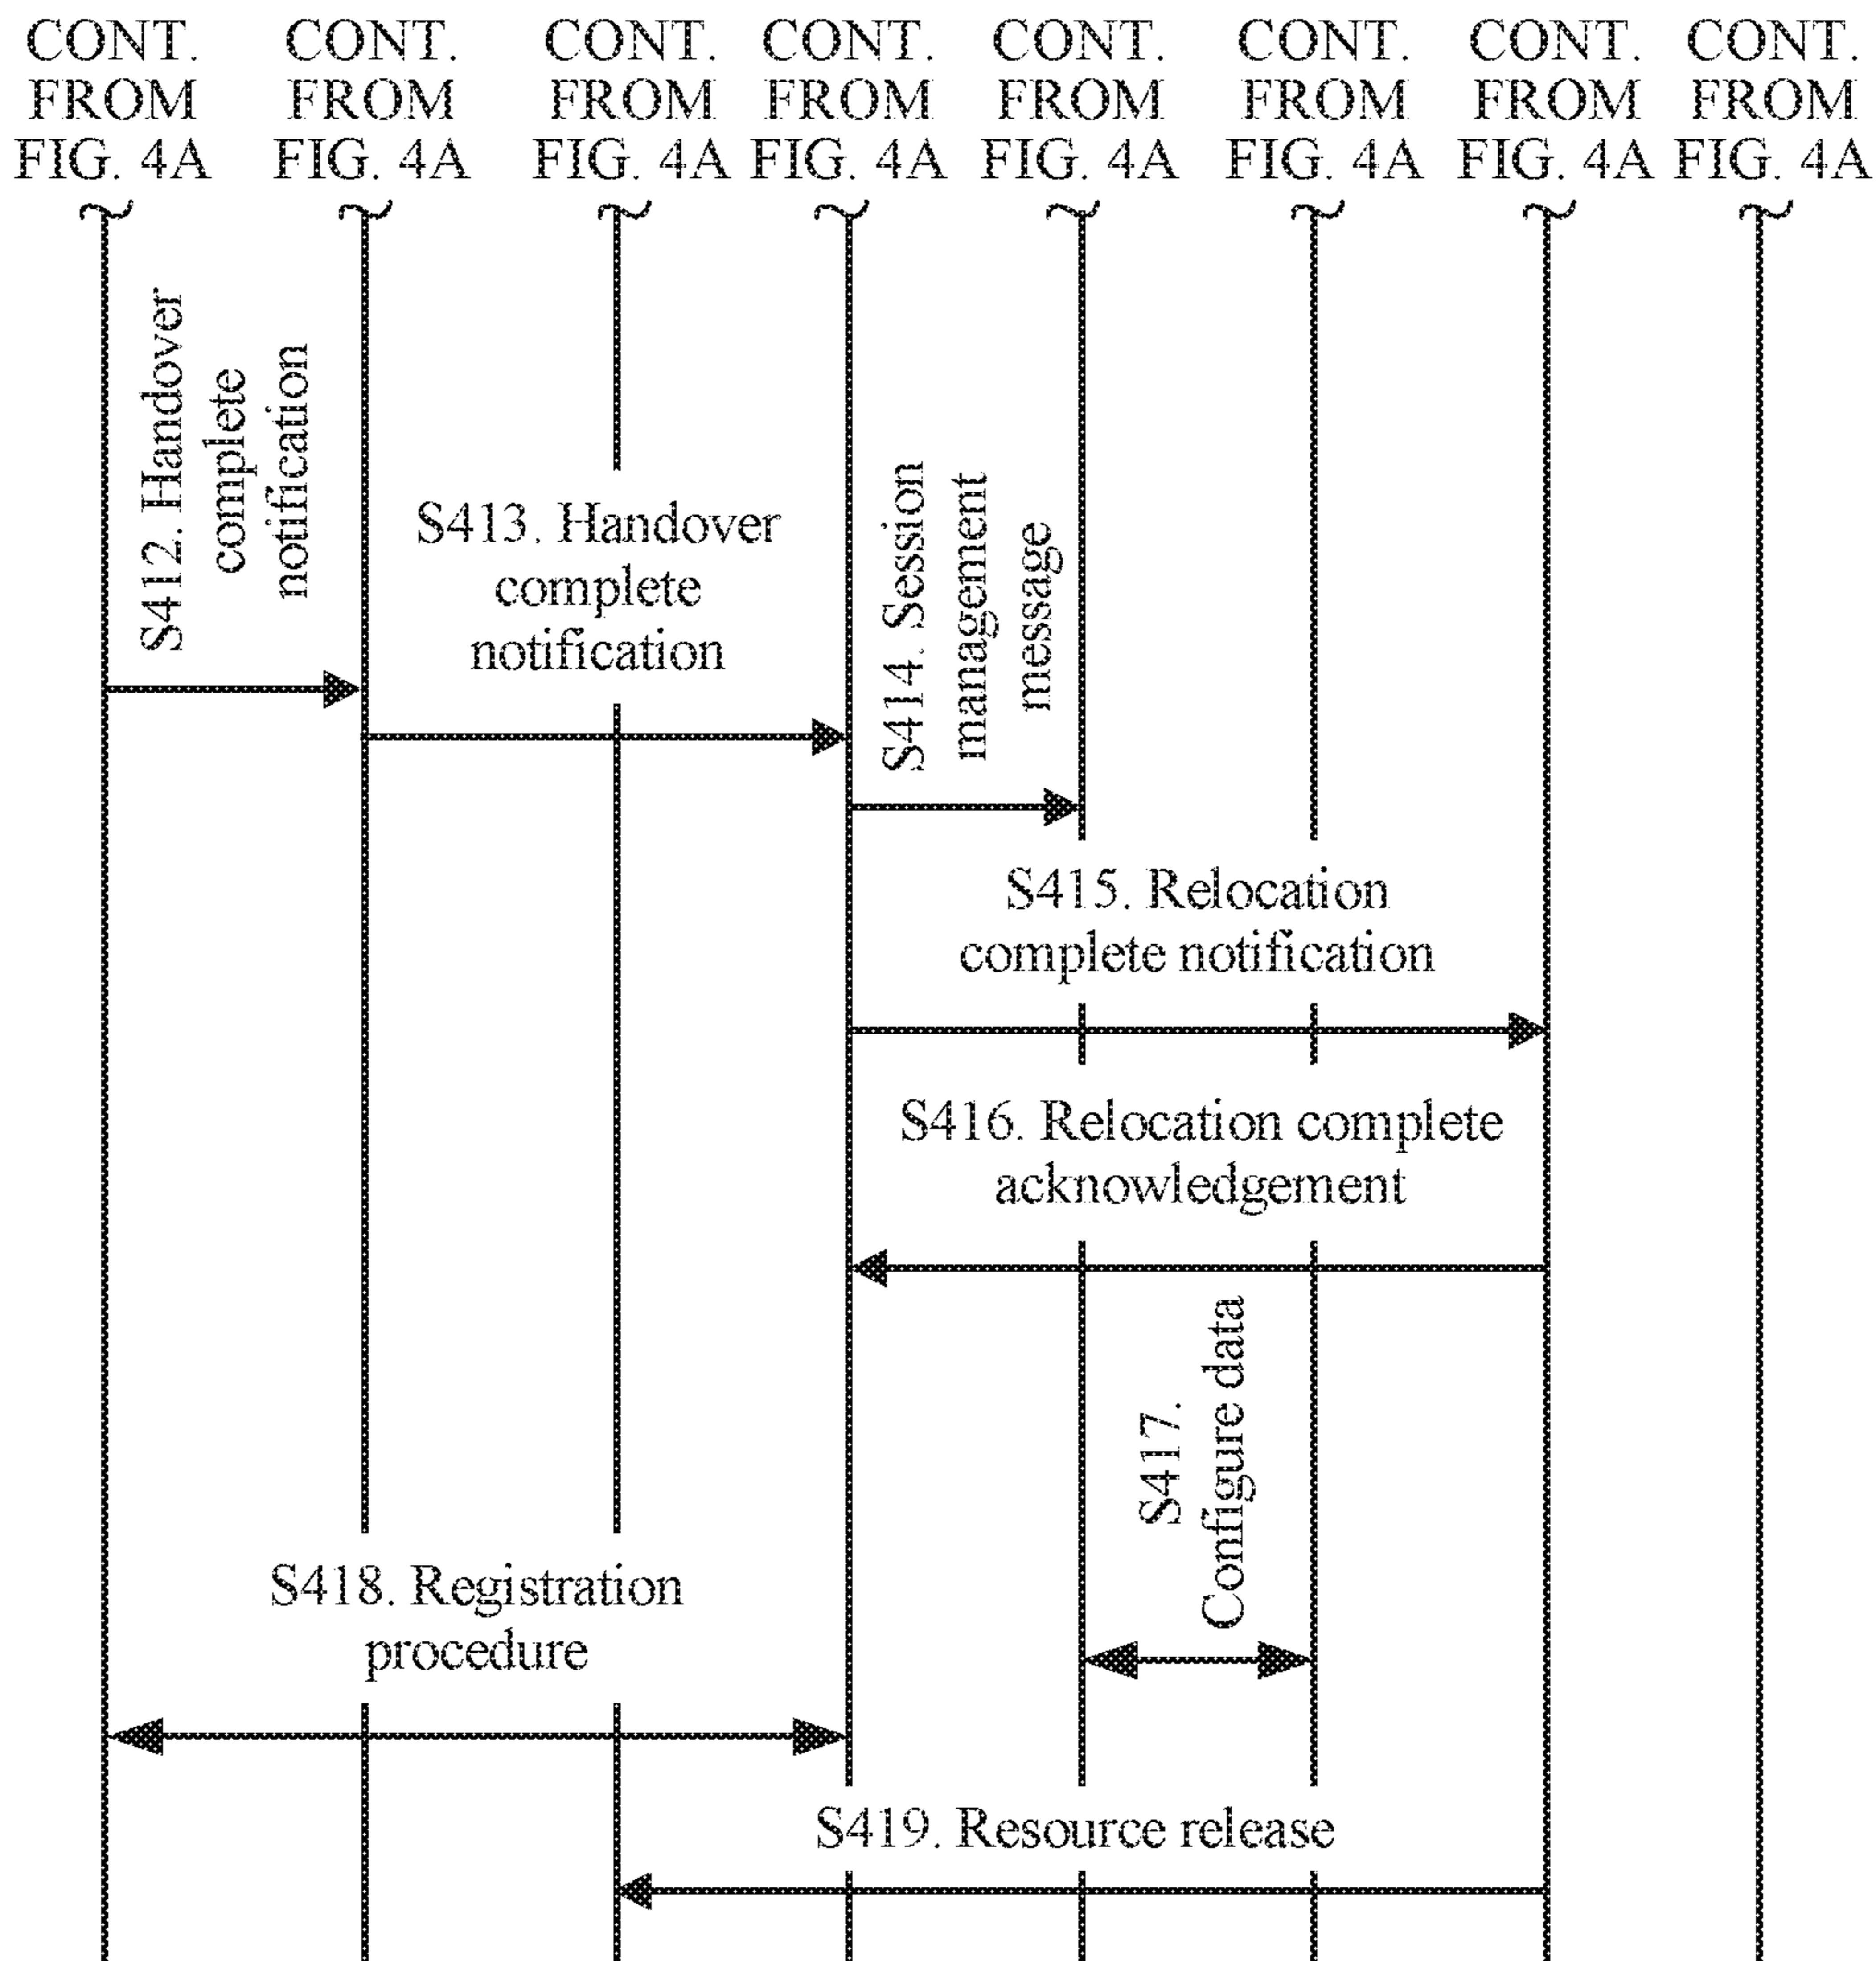 CONT. CONT. CONT. CONT. CONT. CONT. CONT. CONT.
FROM FROM FROM FROM FROM FROM FROM FROM
FIG. 4A FIG. 4A FIG. 4A FIG. 4A FIG. 4A FIG. 4A FIG. 4A FIG. 4A
S412. Handover
complete
notification
S413. Handover
complete
notification
S414. Session
management
message
S415. Relocation
complete notification
S416. Relocation complete
acknowledgement
S417.
Configure data
S418. Registration
procedure
S419. Resource release